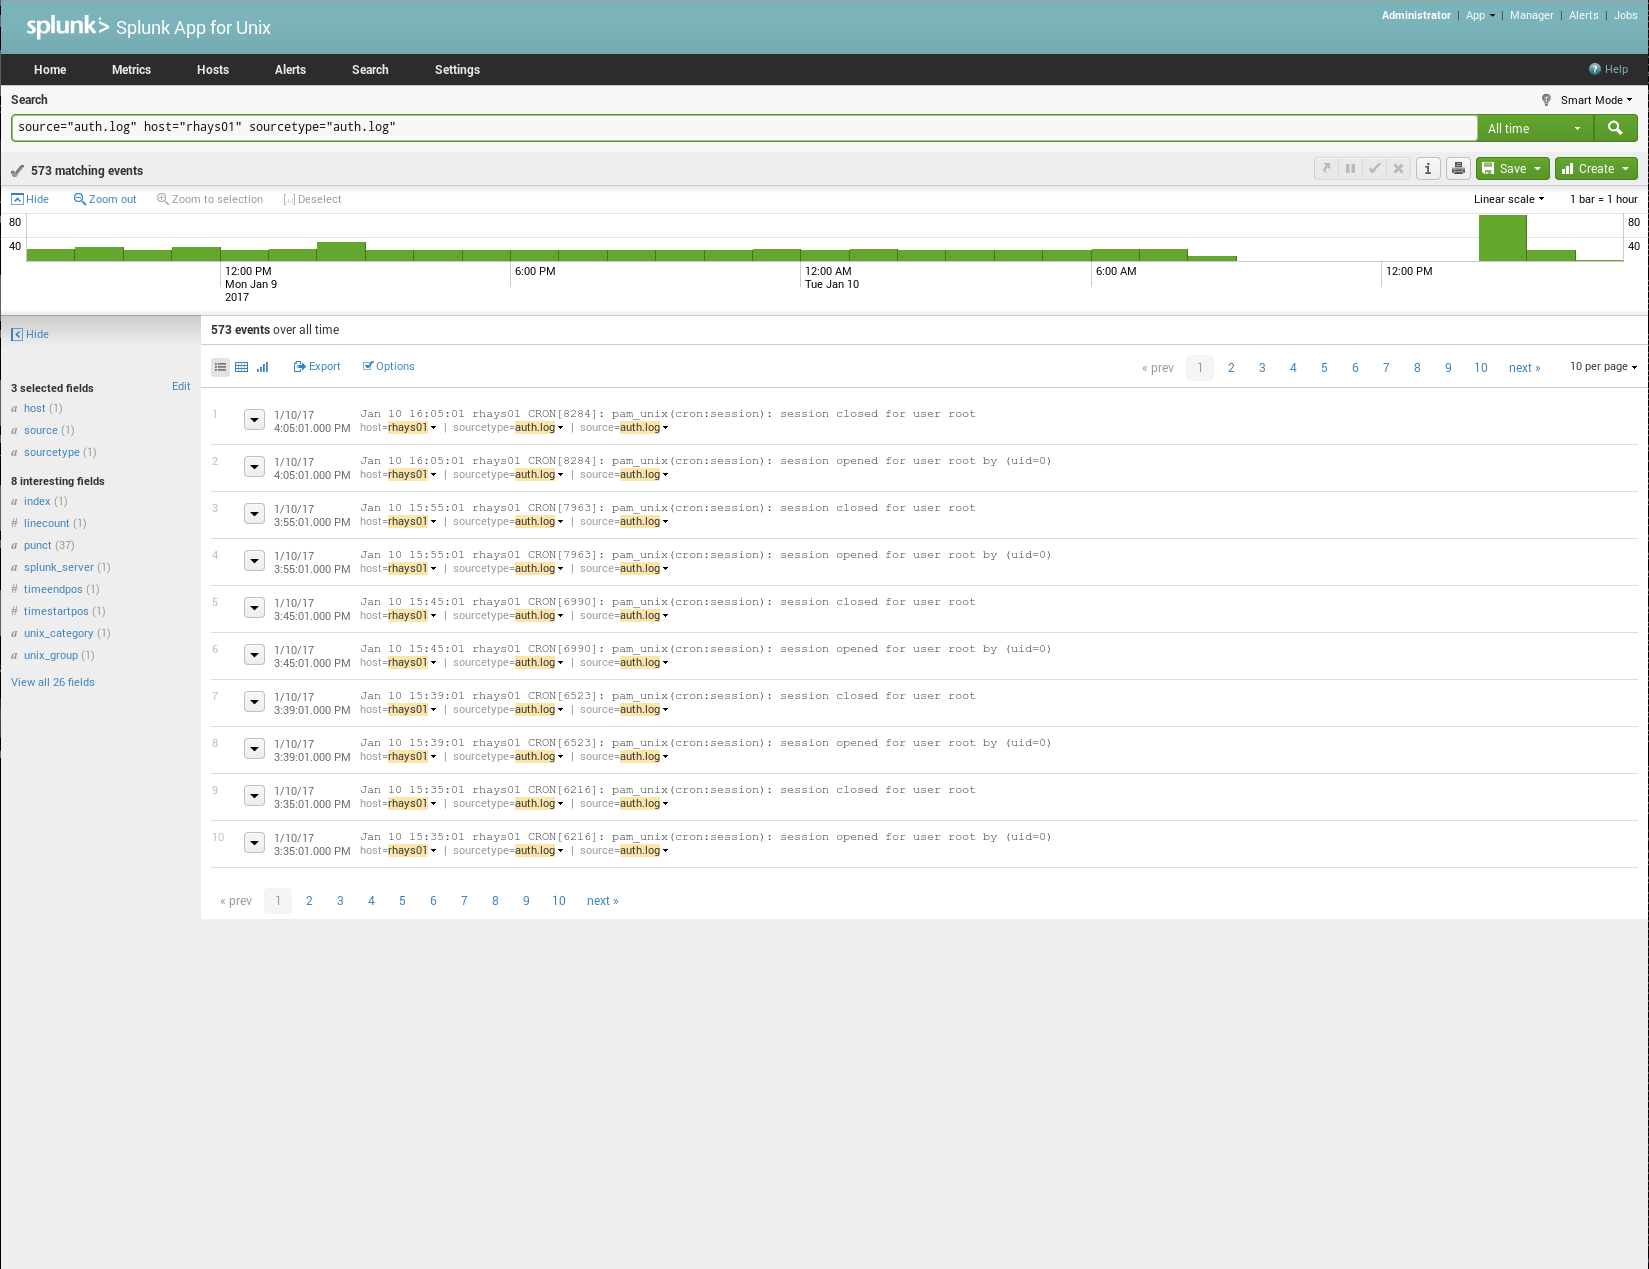 splunk> Splunk App for Unix
Administrator | App | Manager | Alerts | Jobs
Home Metrics Hosts Alerts Search Settings
? Help
Search
Smart Mode
source="auth.log" host="rhays01" sourcetype="auth.log"
All time
573 matching events
i Save Create
Hide Zoom out Zoom to selection [..] Deselect
Linear scale 1 bar = 1 hour
80 80
40 40
12:00 PM 6:00 PM 12:00 AM 6:00 AM 12:00 PM
Mon Jan 9 Tue Jan 10
2017
Hide
3 selected fields Edit
a host (1)
a source (1)
a sourcetype (1)
8 interesting fields
a index (1)
# linecount (1)
a punct (37)
a splunk_server (1)
# timeendpos (1)
# timestartpos (1)
a unix_category (1)
a unix_group (1)
View all 26 fields
573 events over all time
Export Options
« prev 1 2 3 4 5 6 7 8 9 10 next » 10 per page
1 1/10/17 Jan 10 16:05:01 rhays01 CRON[8284]: pam_unix(cron:session): session closed for user root
4:05:01.000 PM host=rhays01 | sourcetype=auth.log | source=auth.log
2 1/10/17 Jan 10 16:05:01 rhays01 CRON[8284]: pam_unix(cron:session): session opened for user root by (uid=0)
4:05:01.000 PM host=rhays01 | sourcetype=auth.log | source=auth.log
3 1/10/17 Jan 10 15:55:01 rhays01 CRON[7963]: pam_unix(cron:session): session closed for user root
3:55:01.000 PM host=rhays01 | sourcetype=auth.log | source=auth.log
4 1/10/17 Jan 10 15:55:01 rhays01 CRON[7963]: pam_unix(cron:session): session opened for user root by (uid=0)
3:55:01.000 PM host=rhays01 | sourcetype=auth.log | source=auth.log
5 1/10/17 Jan 10 15:45:01 rhays01 CRON[6990]: pam_unix(cron:session): session closed for user root
3:45:01.000 PM host=rhays01 | sourcetype=auth.log | source=auth.log
6 1/10/17 Jan 10 15:45:01 rhays01 CRON[6990]: pam_unix(cron:session): session opened for user root by (uid=0)
3:45:01.000 PM host=rhays01 | sourcetype=auth.log | source=auth.log
7 1/10/17 Jan 10 15:39:01 rhays01 CRON[6523]: pam_unix(cron:session): session closed for user root
3:39:01.000 PM host=rhays01 | sourcetype=auth.log | source=auth.log
8 1/10/17 Jan 10 15:39:01 rhays01 CRON[6523]: pam_unix(cron:session): session opened for user root by (uid=0)
3:39:01.000 PM host=rhays01 | sourcetype=auth.log | source=auth.log
9 1/10/17 Jan 10 15:35:01 rhays01 CRON[6216]: pam_unix(cron:session): session closed for user root
3:35:01.000 PM host=rhays01 | sourcetype=auth.log | source=auth.log
10 1/10/17 Jan 10 15:35:01 rhays01 CRON[6216]: pam_unix(cron:session): session opened for user root by (uid=0)
3:35:01.000 PM host=rhays01 | sourcetype=auth.log | source=auth.log
« prev 1 2 3 4 5 6 7 8 9 10 next »